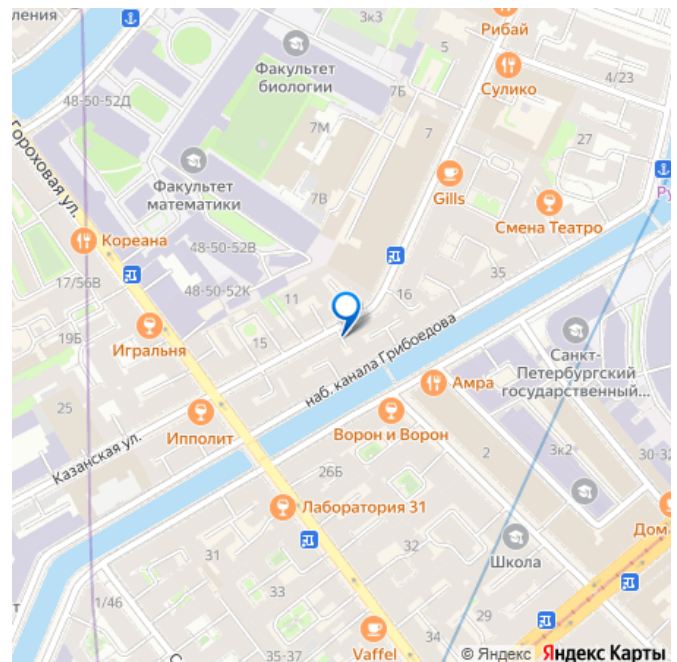 ления
3к3
Рибай
5
Факультет
биологии
Сулико
4/23
7Б
48-50-52Д
7М
7
27
Гороховая ул.
Факультет
математики
7В
Gills
Смена Театро
Ру
Кореана
48-50-52В
17/56В
48-50-52К
11
16
35
19Б
Игральня
15
наб. канала Грибоедова
Санкт-
Петербургский
государственный...
25
Амра
Казанская ул.
Ипполит
Ворон и Ворон
2
3к2
30-32
26Б
Лаборатория 31
Дом
31
32
Школа
т
1/46
29
34
35-37
Vaffel
© Яндекс Яндекс Карты